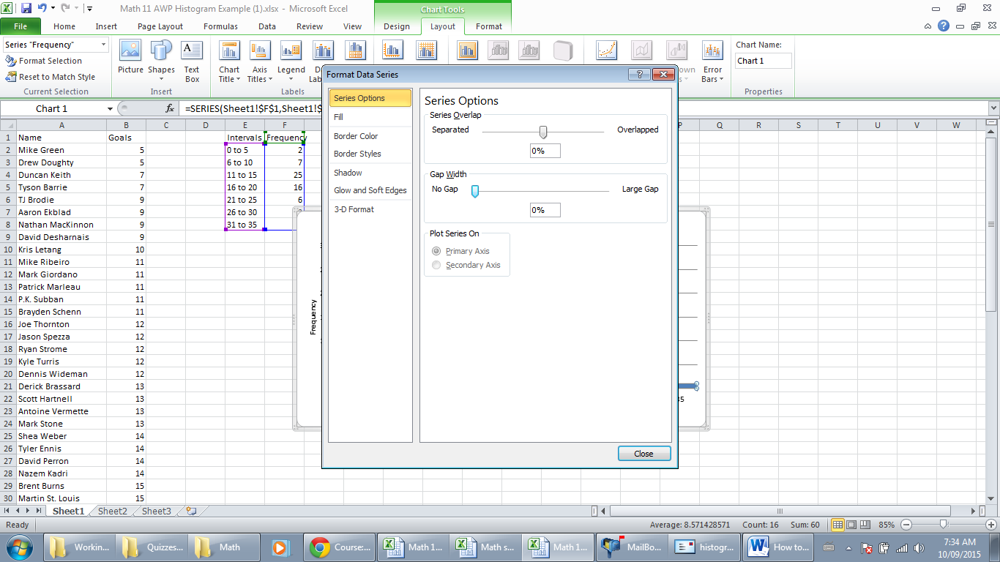 Math 11 AWP Histogram Example (1).xlsx - Microsoft Excel
Chart Tools
File Home Insert Page Layout Formulas Data Review View Design Layout Format
Series "Frequency"
Format Selection
Reset to Match Style
Current Selection
Picture Shapes Text Box
Insert
Chart Title Axis Titles Legend
Labels
Error Bars
Chart Name:
Chart 1
Properties
Chart 1 fx =SERIES(Sheet1!$F$1,Sheet1!$
A B C D E F P Q R S T U V W
1 Name Goals Intervals Frequency
2 Mike Green 5 0 to 5 2
3 Drew Doughty 5 6 to 10 7
4 Duncan Keith 7 11 to 15 25
5 Tyson Barrie 7 16 to 20 16
6 TJ Brodie 9 21 to 25 6
7 Aaron Ekblad 9 26 to 30
8 Nathan MacKinnon 9 31 to 35
9 David Desharnais 9
10 Kris Letang 10
11 Mike Ribeiro 11
12 Mark Giordano 11
13 Patrick Marleau 11
14 P.K. Subban 11
15 Brayden Schenn 11
16 Joe Thornton 12
17 Jason Spezza 12
18 Ryan Strome 12
19 Kyle Turris 12
20 Dennis Wideman 12
21 Derick Brassard 13
22 Scott Hartnell 13
23 Antoine Vermette 13
24 Mark Stone 13
25 Shea Weber 14
26 Tyler Ennis 14
27 David Perron 14
28 Nazem Kadri 14
29 Brent Burns 15
30 Martin St. Louis 15
Frequency
35
Format Data Series
Series Options
Fill
Border Color
Border Styles
Shadow
Glow and Soft Edges
3-D Format
Series Options
Series Overlap
Separated Overlapped
0%
Gap Width
No Gap Large Gap
0%
Plot Series On
Primary Axis
Secondary Axis
Close
Sheet1 Sheet2 Sheet3
Ready Average: 8.571428571 Count: 16 Sum: 60 85%
Workin... Quizzes... Math Course:... Math 1... Math s... Math 1... MailBo... histogr... How to...
7:34 AM
10/09/2015